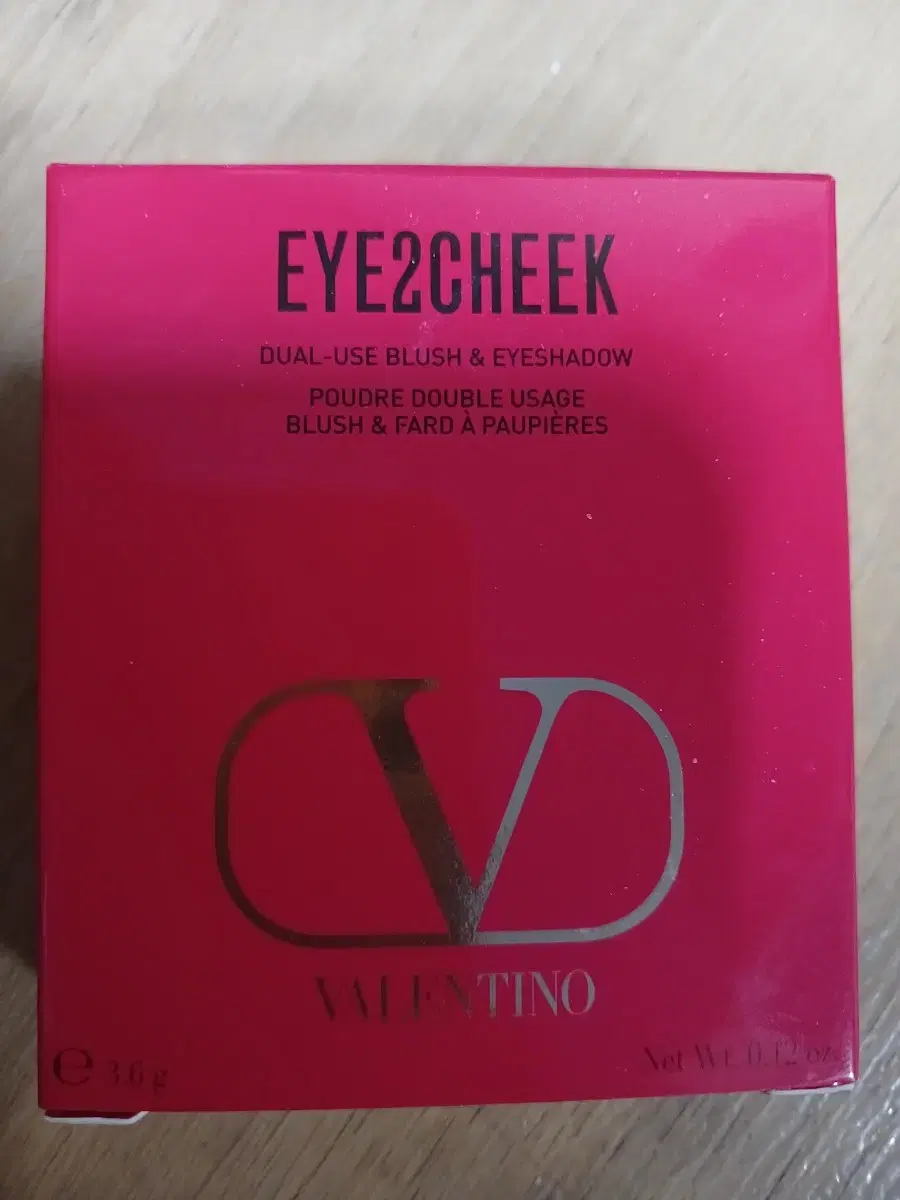 EYE2CHEEK
DUAL-USE BLUSH & EYESHADOW
POUDRE DOUBLE USAGE
BLUSH & FARD À PAUPIÈRES
VALENTINO
℮ 3.6 g
Net Wt. 0.12 oz.